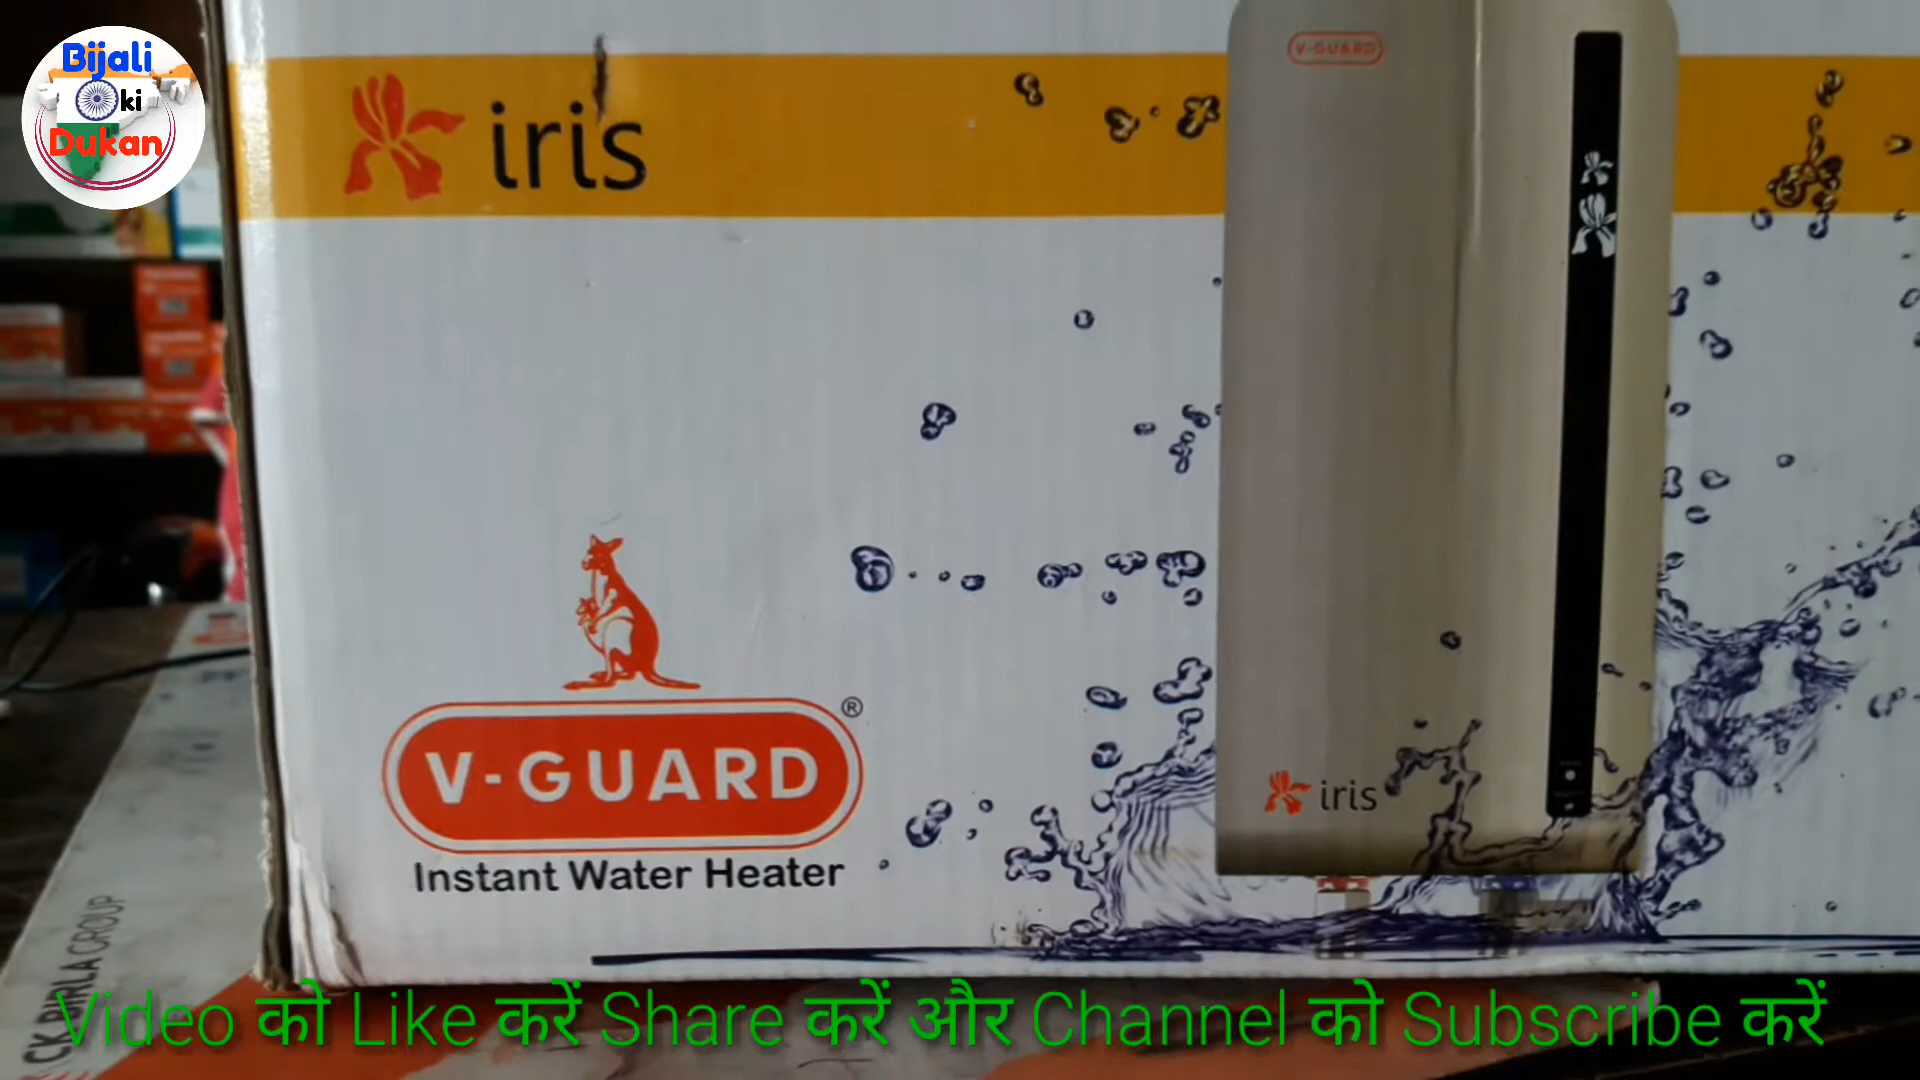 Bijali
ki
Dukan
iris
V-GUARD
V-GUARD®
Instant Water Heater
iris
CK BIRLA GROUP
Video को Like करें Share करें और Channel को Subscribe करें